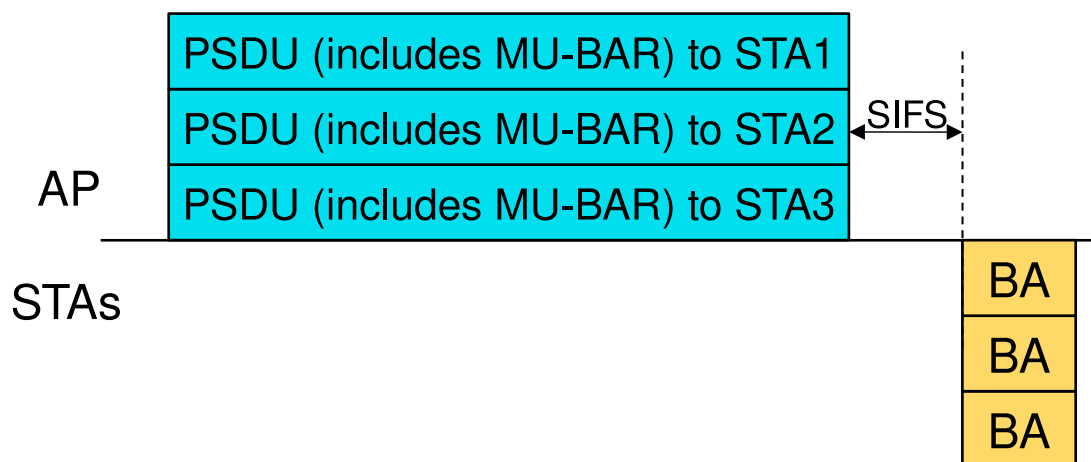 PSDU (includes MU-BAR) to STA1
PSDU (includes MU-BAR) to STA2
SIFS
PSDU (includes MU-BAR) to STA3
AP
STAs
BA
BA
BA